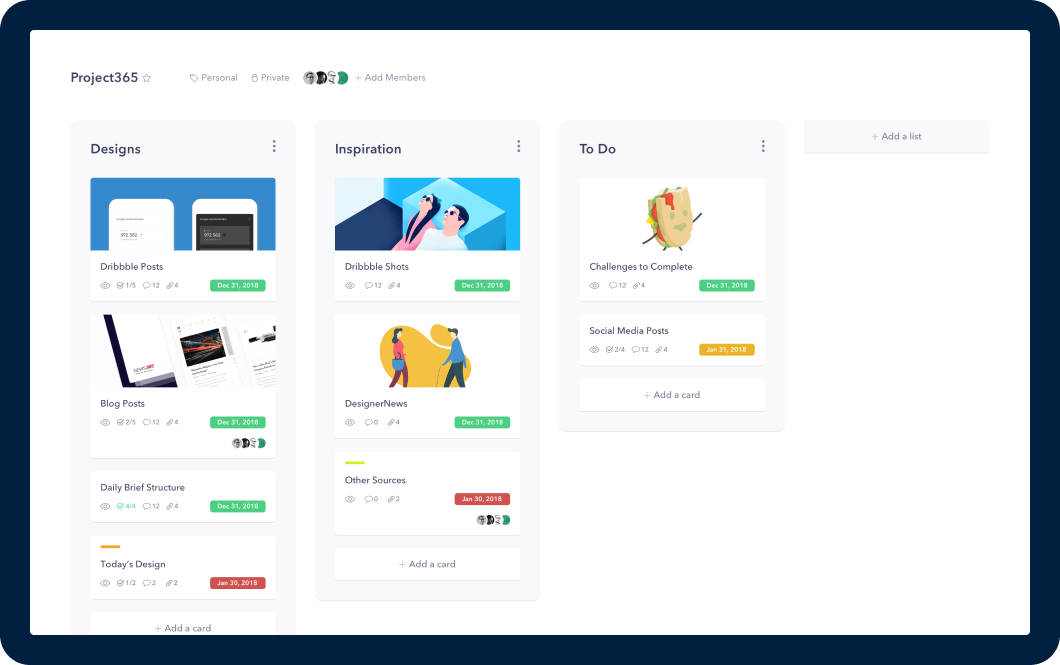 Project365
Personal
Private
+ Add Members
Designs
972 562
972 562
Dribbble Posts
1/5 12 4 Dec 31, 2018
Blog Posts
2/5 12 4 Dec 31, 2018
Daily Brief Structure
4/4 12 4 Dec 31, 2018
Today's Design
1/2 2 2 Jan 30, 2018
+ Add a card
Inspiration
Dribbble Shots
12 4 Dec 31, 2018
DesignerNews
0 4 Dec 31, 2018
Other Sources
0 2 Jan 30, 2018
+ Add a card
To Do
Challenges to Complete
12 4 Dec 31, 2018
Social Media Posts
2/4 12 4 Jan 31, 2018
+ Add a card
+ Add a list